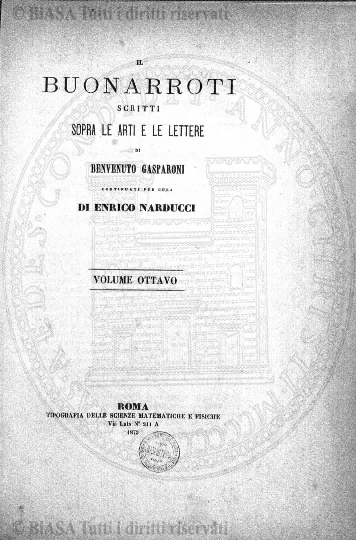 © BIASA Tutti i diritti riservati
IL
BUONARROTI
SCRITTI
SOPRA LE ARTI E LE LETTERE
DI
BENVENUTO GASPARONI
CONTINUATI PER CURA
DI ENRICO NARDUCCI
VOLUME OTTAVO
ROMA
TIPOGRAFIA DELLE SCIENZE MATEMATICHE E FISICHE
Via Lata Nº 211 A
1873
© BIASA Tutti i diritti riservati